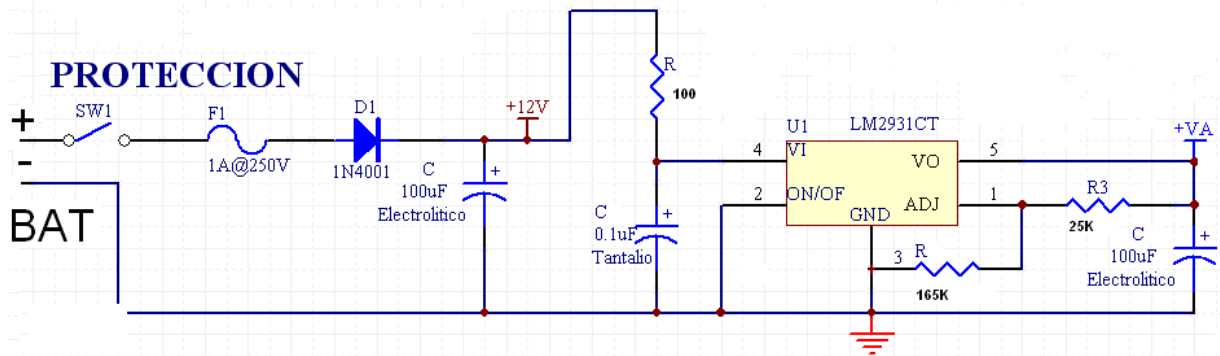 PROTECCION
+
-
BAT
SW1
F1
1A@250V
D1
1N4001
+12V
C
+
100uF
Electrolitico
R
100
C
+
0.1uF
Tantalio
U1
LM2931CT
4
VI
VO
5
2
ON/OF
ADJ
1
GND
3
R
165K
R3
25K
+VA
C
+
100uF
Electrolitico